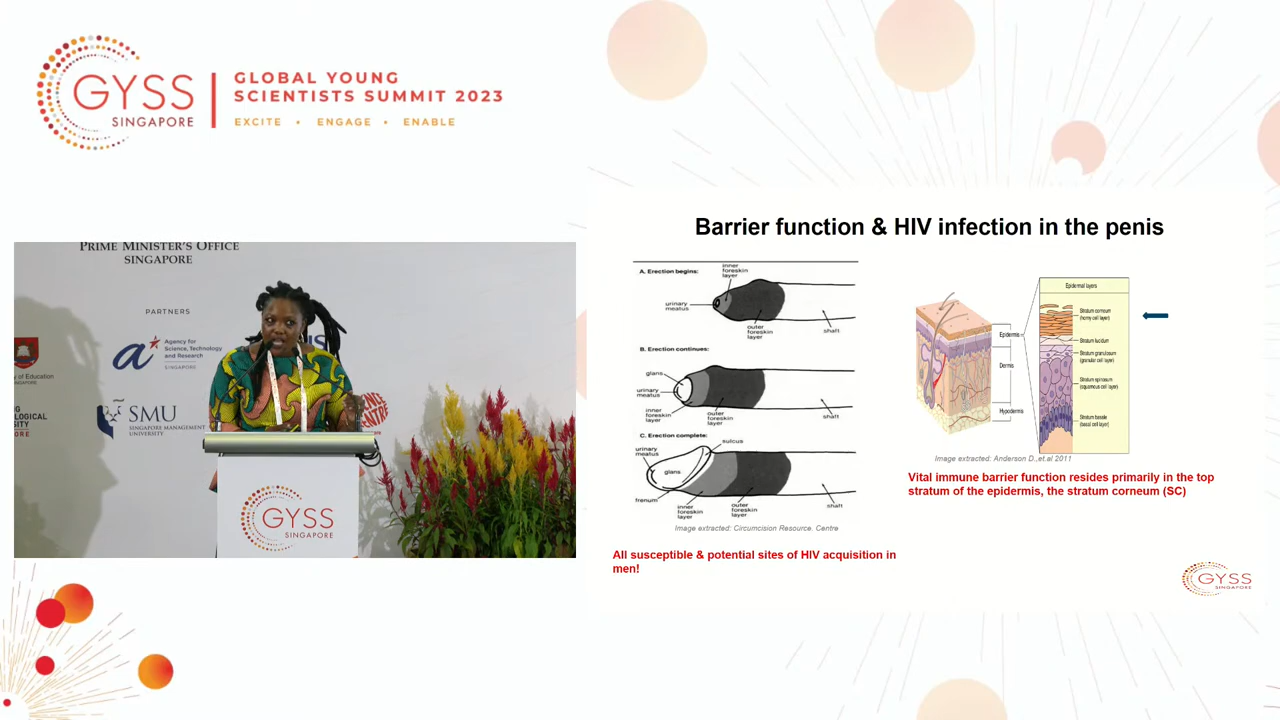 GYSS
SINGAPORE
GLOBAL YOUNG
SCIENTISTS SUMMIT 2023
EXCITE • ENGAGE • ENABLE
PRIME MINISTER'S OFFICE
SINGAPORE
PARTNERS
Agency for
Science, Technology
and Research
SINGAPORE
y of Education
SMU
SINGAPORE MANAGEMENT
UNIVERSITY
GYSS
SINGAPORE
Barrier function & HIV infection in the penis
A. Erection begins:
inner
foreskin
layer
urinary
meatus
outer
foreskin
layer
shaft
B. Erection continues:
glans
urinary
meatus
inner
foreskin
layer
outer
foreskin
layer
shaft
C. Erection complete:
sulcus
urinary
meatus
glans
frenum
inner
foreskin
layer
outer
foreskin
layer
shaft
Image extracted: Circumcision Resource. Centre
All susceptible & potential sites of HIV acquisition in
men!
Epidermis
Dermis
Hypodermis
Epidermal layers
Stratum corneum
(horny cell layer)
Stratum lucidum
Stratum granulosum
(granular cell layer)
Stratum spinosum
(squamous cell layer)
Stratum basale
(basal cell layer)
Image extracted: Anderson D.,et.al 2011
Vital immune barrier function resides primarily in the top
stratum of the epidermis, the stratum corneum (SC)
GYSS
SINGAPORE